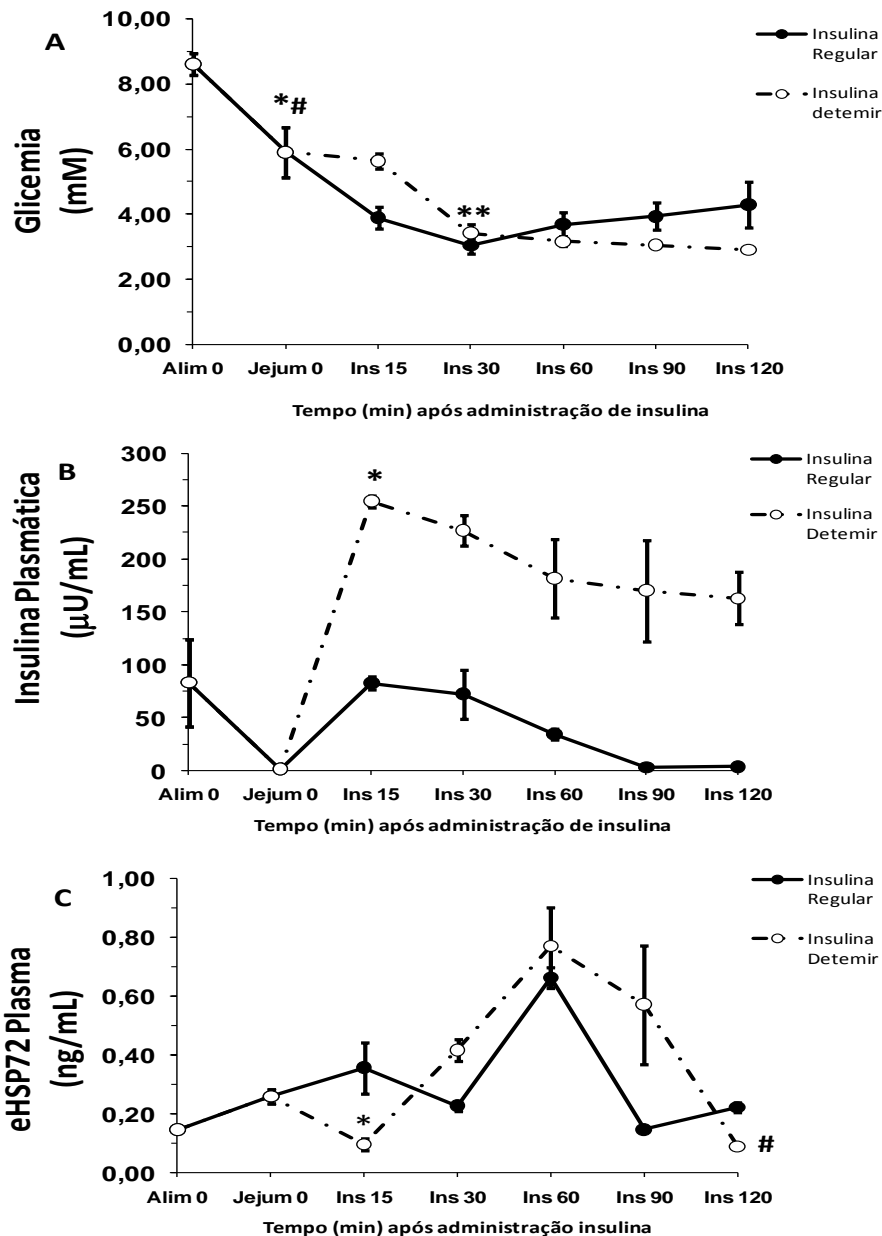 A
Glicemia
(mM)
10,00
8,00
6,00
4,00
2,00
0,00
*#
**
Insulina
Regular
Insulina
detemir
Alim 0 Jejum 0 Ins 15 Ins 30 Ins 60 Ins 90 Ins 120
Tempo (min) após administração de insulina
B
Insulina Plasmática
(µU/mL)
300
250
200
150
100
50
0
*
Insulina
Regular
Insulina
Detemir
Alim 0 Jejum 0 Ins 15 Ins 30 Ins 60 Ins 90 Ins 120
Tempo (min) após administração de insulina
C
eHSP72 Plasma
(ng/mL)
1,00
0,80
0,60
0,40
0,20
0,00
*
#
Insulina
Regular
Insulina
Detemir
Alim 0 Jejum 0 Ins 15 Ins 30 Ins 60 Ins 90 Ins 120
Tempo (min) após administração insulina